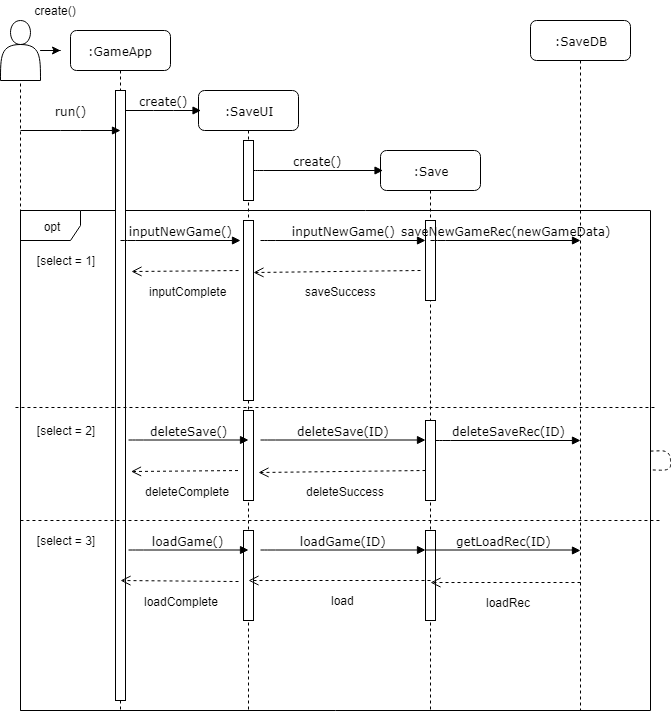 create()
:GameApp
:SaveDB
run()
create()
:SaveUI
create()
:Save
opt
inputNewGame()
inputNewGame()
saveNewGameRec(newGameData)
[select = 1]
inputComplete
saveSuccess
[select = 2]
deleteSave()
deleteSave(ID)
deleteSaveRec(ID)
deleteComplete
deleteSuccess
[select = 3]
loadGame()
loadGame(ID)
getLoadRec(ID)
loadComplete
load
loadRec